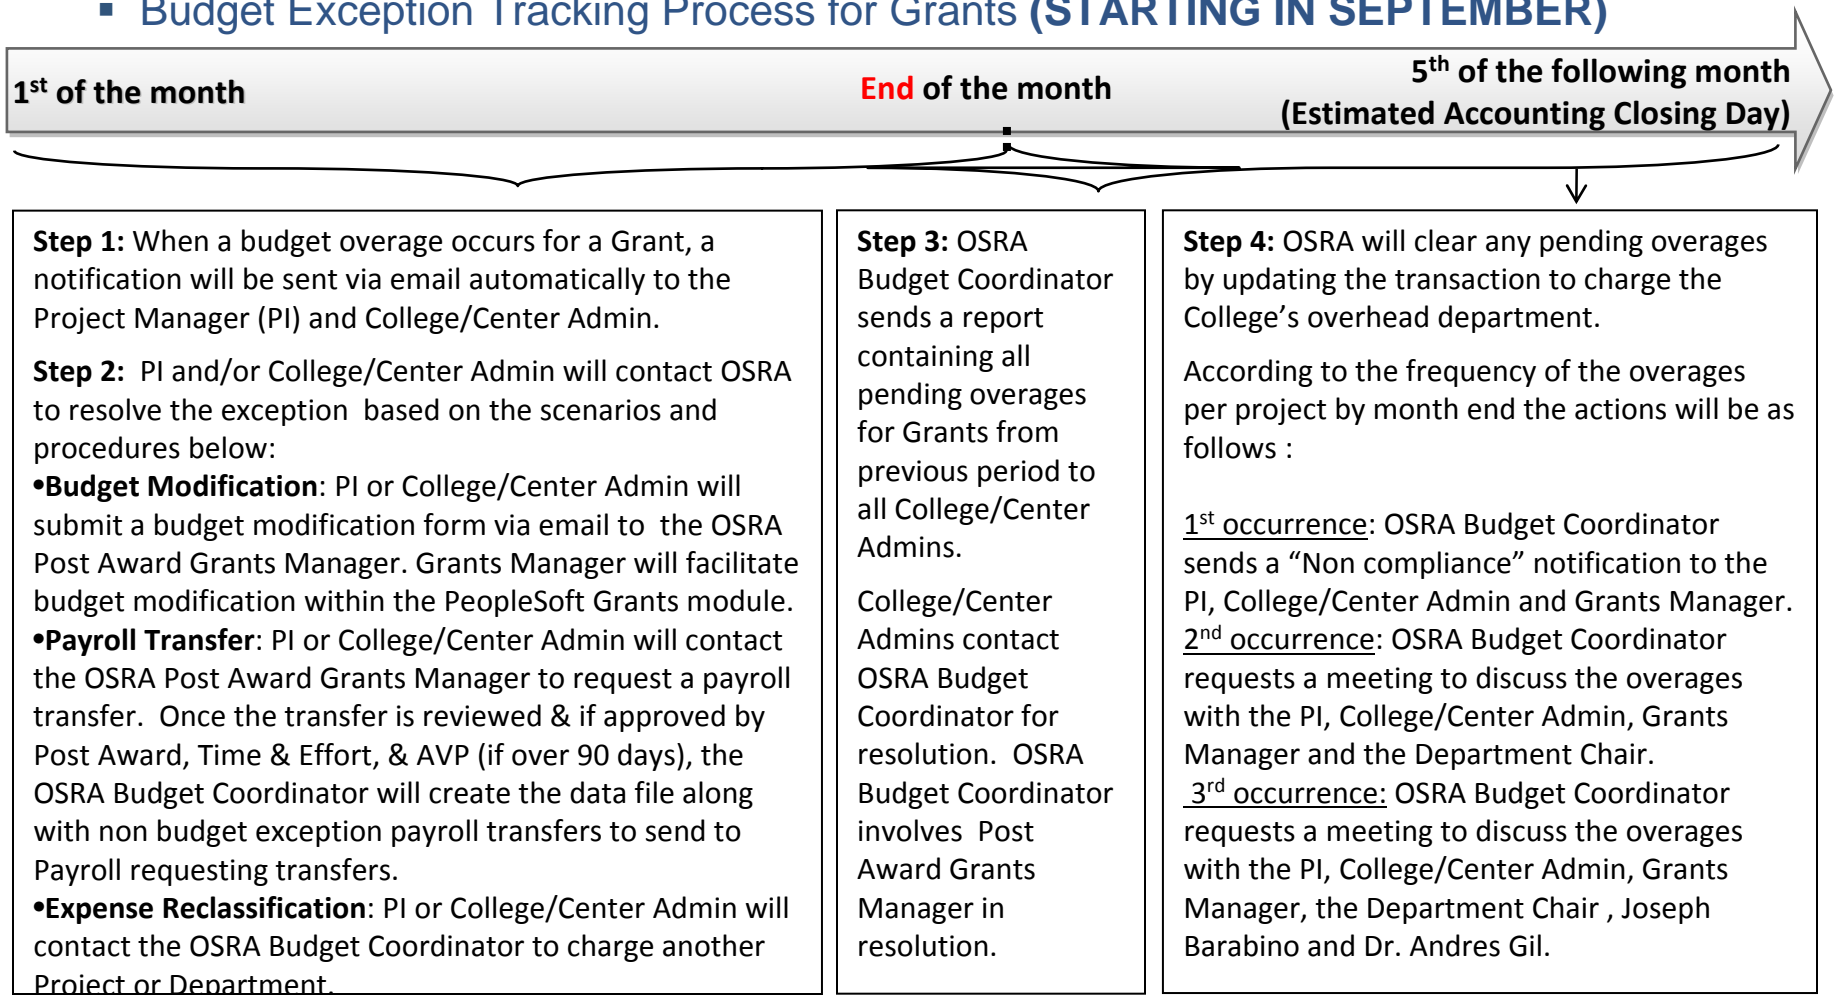 ▪ Budget Exception Tracking Process for Grants (STARTING IN SEPTEMBER)
1st of the month
End of the month
5th of the following month
(Estimated Accounting Closing Day)
Step 1: When a budget overage occurs for a Grant, a
notification will be sent via email automatically to the
Project Manager (PI) and College/Center Admin.
Step 2: PI and/or College/Center Admin will contact OSRA
to resolve the exception based on the scenarios and
procedures below:
•Budget Modification: PI or College/Center Admin will
submit a budget modification form via email to the OSRA
Post Award Grants Manager. Grants Manager will facilitate
budget modification within the PeopleSoft Grants module.
•Payroll Transfer: PI or College/Center Admin will contact
the OSRA Post Award Grants Manager to request a payroll
transfer. Once the transfer is reviewed & if approved by
Post Award, Time & Effort, & AVP (if over 90 days), the
OSRA Budget Coordinator will create the data file along
with non budget exception payroll transfers to send to
Payroll requesting transfers.
•Expense Reclassification: PI or College/Center Admin will
contact the OSRA Budget Coordinator to charge another
Project or Department.
Step 3: OSRA
Budget Coordinator
sends a report
containing all
pending overages
for Grants from
previous period to
all College/Center
Admins.
College/Center
Admins contact
OSRA Budget
Coordinator for
resolution. OSRA
Budget Coordinator
involves Post
Award Grants
Manager in
resolution.
Step 4: OSRA will clear any pending overages
by updating the transaction to charge the
College’s overhead department.
According to the frequency of the overages
per project by month end the actions will be as
follows :
1st occurrence: OSRA Budget Coordinator
sends a “Non compliance” notification to the
PI, College/Center Admin and Grants Manager.
2nd occurrence: OSRA Budget Coordinator
requests a meeting to discuss the overages
with the PI, College/Center Admin, Grants
Manager and the Department Chair.
3rd occurrence: OSRA Budget Coordinator
requests a meeting to discuss the overages
with the PI, College/Center Admin, Grants
Manager, the Department Chair , Joseph
Barabino and Dr. Andres Gil.